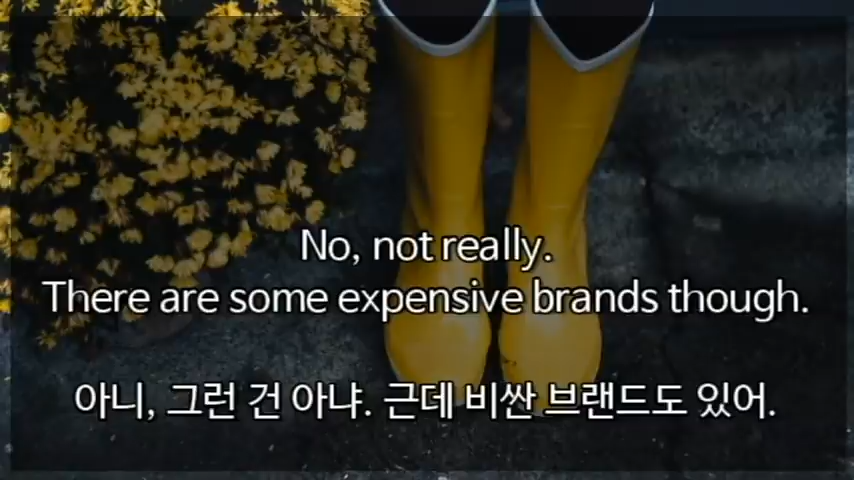 No, not really.
There are some expensive brands though.
아니, 그런 건 아냐. 근데 비싼 브랜드도 있어.